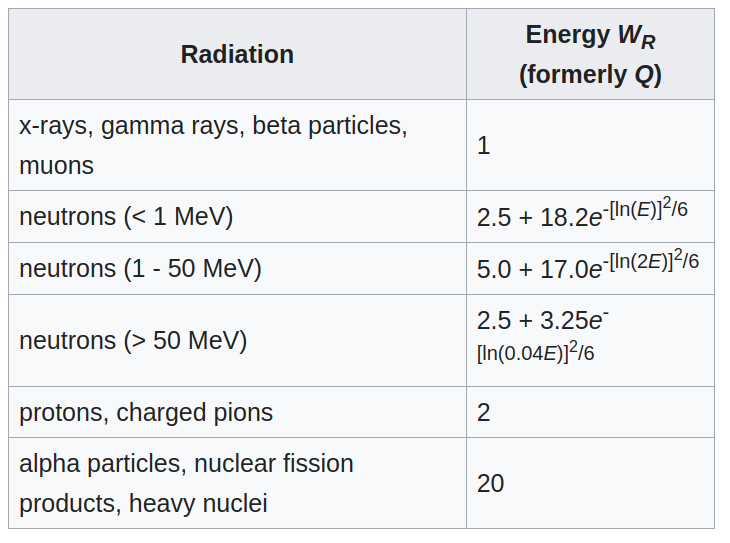 Radiation
Energy W_R
(formerly Q)
x-rays, gamma rays, beta particles,
muons
1
neutrons (< 1 MeV)
2.5 + 18.2e^-[ln(E)]^2/6
neutrons (1 - 50 MeV)
5.0 + 17.0e^-[ln(2E)]^2/6
neutrons (> 50 MeV)
2.5 + 3.25e^-
[ln(0.04E)]^2/6
protons, charged pions
2
alpha particles, nuclear fission
products, heavy nuclei
20